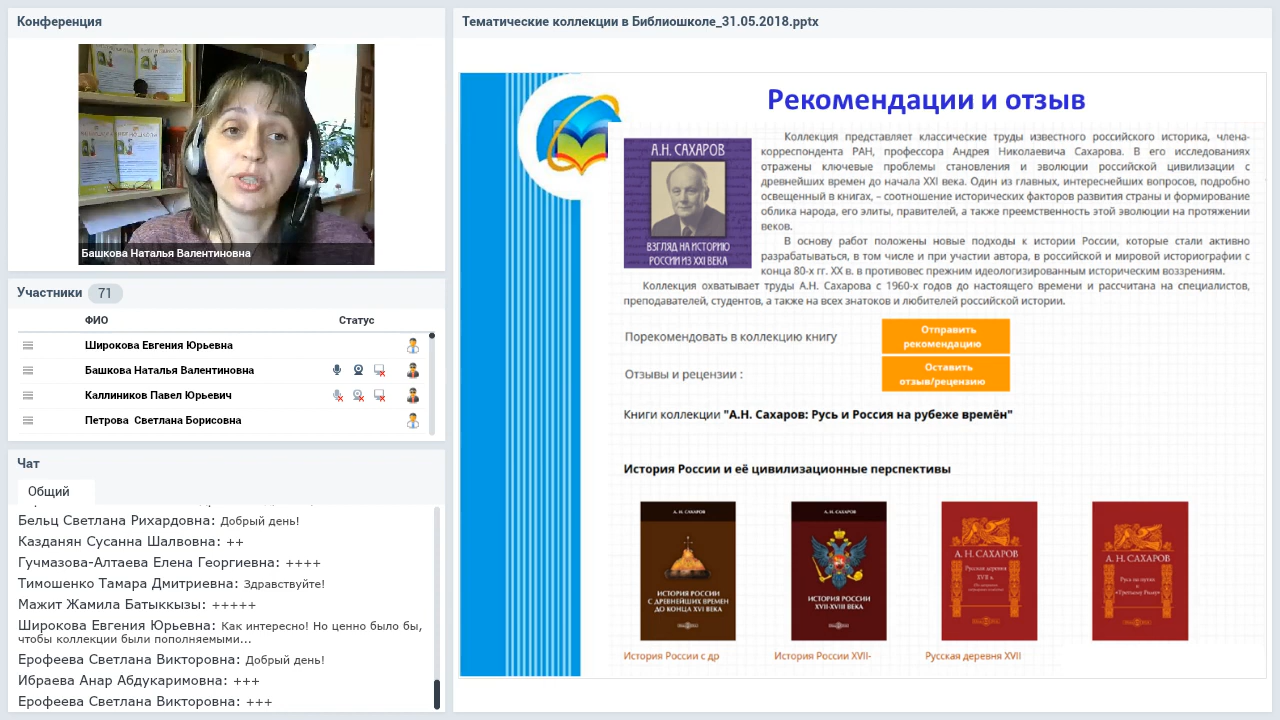 Конференция
Башкова Наталья Валентиновна
Участники 71
ФИО Статус
Широкова Евгения Юрьевна
Башкова Наталья Валентиновна
Каллиников Павел Юрьевич
Петрова Светлана Борисовна
Чат
Общий
Бельц Светлана Рихардовна: Добрый день!
Казданян Сусанна Шалвовна: ++
Гучмазова-Алтаева Елена Георгиевна: ++++
Тимошенко Тамара Дмитриевна: Здравствуйте!
Мажит Жамила Батыккызы: +++++
Широкова Евгения Юрьевна: Как интересно! Но ценно было бы,
чтобы коллекции были пополняемыми...
Ерофеева Светлана Викторовна: Добрый день!
Ибраева Анар Абдукаримовна: +++
Ерофеева Светлана Викторовна: +++
Тематические коллекции в Библиошколе_31.05.2018.pptx
Рекомендации и отзыв
А.Н. САХАРОВ
ВЗГЛЯД НА ИСТОРИЮ
РОССИИ ИЗ XXI ВЕКА
Коллекция представляет классические труды известного российского историка, члена-
корреспондента РАН, профессора Андрея Николаевича Сахарова. В его исследованиях
отражены ключевые проблемы становления и эволюции российской цивилизации с
древнейших времен до начала XXI века. Один из главных, интереснейших вопросов, подробно
освещенный в книгах, – соотношение исторических факторов развития страны и формирование
облика народа, его элиты, правителей, а также преемственность этой эволюции на протяжении
веков.
В основу работ положены новые подходы к истории России, которые стали активно
разрабатываться, в том числе и при участии автора, в российской и мировой историографии с
конца 80-х гг. XX в. в противовес прежним идеологизированным историческим воззрениям.
Коллекция охватывает труды А.Н. Сахарова с 1960-х годов до настоящего времени и рассчитана на специалистов,
преподавателей, студентов, а также на всех знатоков и любителей российской истории.
Порекомендовать в коллекцию книгу
Отправить
рекомендацию
Отзывы и рецензии :
Оставить
отзыв/рецензию
Книги коллекции "А.Н. Сахаров: Русь и Россия на рубеже времён"
История России и её цивилизационные перспективы
А. Н. САХАРОВ
ИСТОРИЯ РОССИИ
С ДРЕВНЕЙШИХ ВРЕМЕН
ДО КОНЦА XVI ВЕКА
А. Н. САХАРОВ
ИСТОРИЯ РОССИИ
XVII-XVIII ВЕКА
А. Н. САХАРОВ
Русская деревня
XVII в.
А. Н. САХАРОВ
Русь на путях
к
«Третьему Риму»
История России с др
История России XVII-
Русская деревня XVII